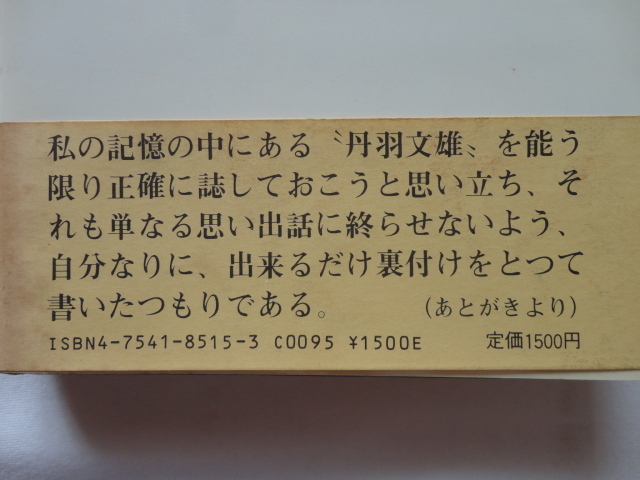 私の記憶の中にある〝丹羽文雄〟を能う
限り正確に誌しておこうと思い立ち、そ
れも単なる思い出話に終らせないよう、
自分なりに、出来るだけ裏付けをとつて
書いたつもりである。（あとがきより）
ISBN4-7541-8515-3 C0095 ¥1500E 定価1500円